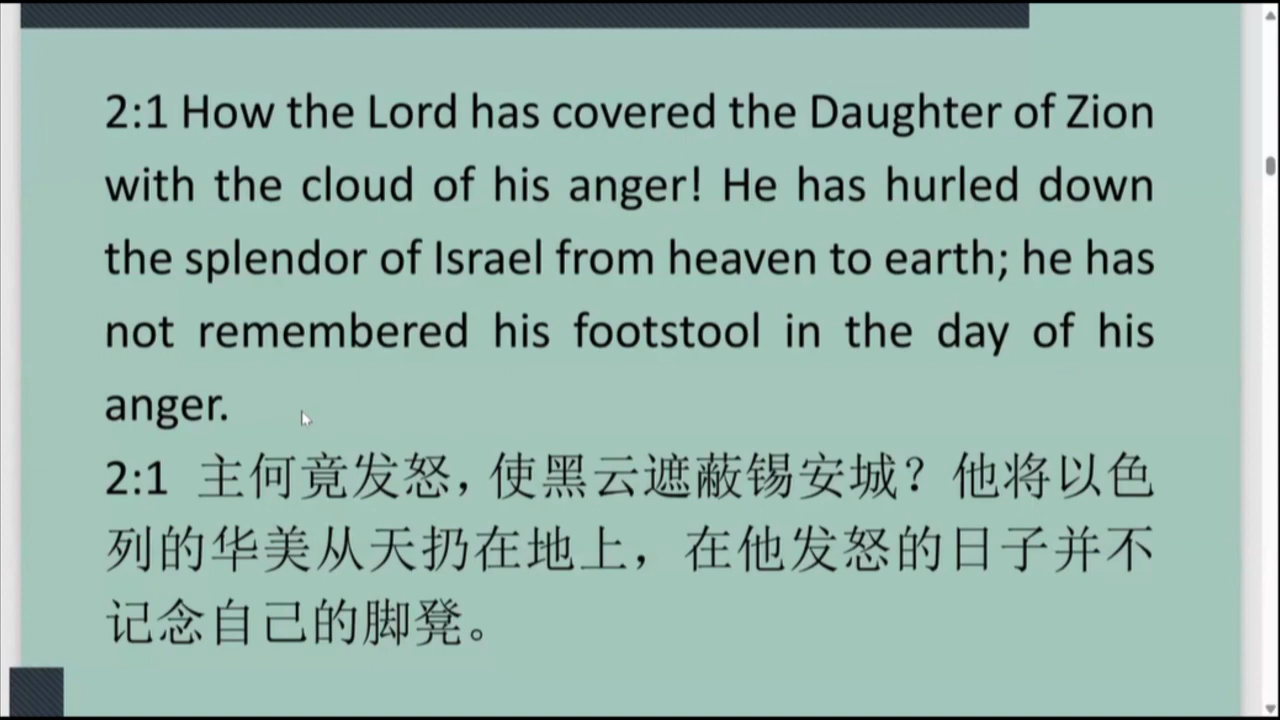 2:1 How the Lord has covered the Daughter of Zion
with the cloud of his anger! He has hurled down
the splendor of Israel from heaven to earth; he has
not remembered his footstool in the day of his
anger.
2:1 主何竟发怒，使黑云遮蔽锡安城？他将以色
列的华美从天扔在地上，在他发怒的日子并不
记念自己的脚凳。